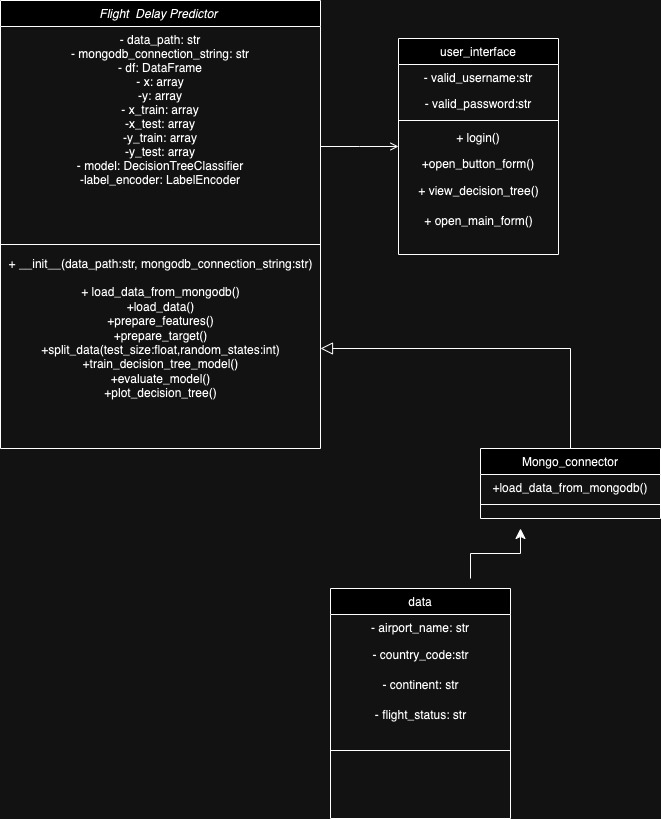 Flight Delay Predictor
- data_path: str
- mongodb_connection_string: str
- df: DataFrame
- x: array
-y: array
- x_train: array
-x_test: array
-y_train: array
-y_test: array
- model: DecisionTreeClassifier
-label_encoder: LabelEncoder
+ __init__(data_path:str, mongodb_connection_string:str)
+ load_data_from_mongodb()
+load_data()
+prepare_features()
+prepare_target()
+split_data(test_size:float,random_states:int)
+train_decision_tree_model()
+evaluate_model()
+plot_decision_tree()
user_interface
- valid_username:str
- valid_password:str
+ login()
+open_button_form()
+ view_decision_tree()
+ open_main_form()
Mongo_connector
+load_data_from_mongodb()
data
- airport_name: str
- country_code:str
- continent: str
- flight_status: str